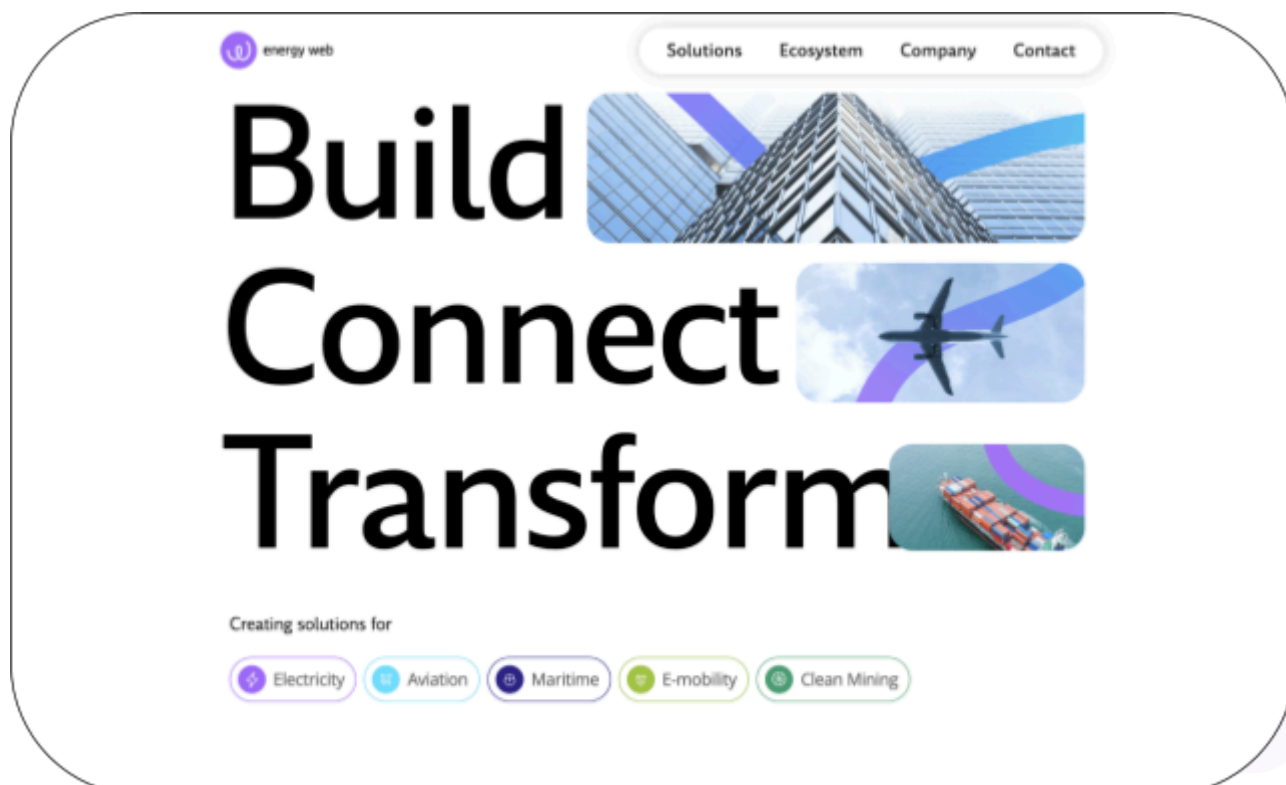 energy web
Solutions Ecosystem Company Contact
Build
Connect
Transform
Creating solutions for
Electricity Aviation Maritime E-mobility Clean Mining